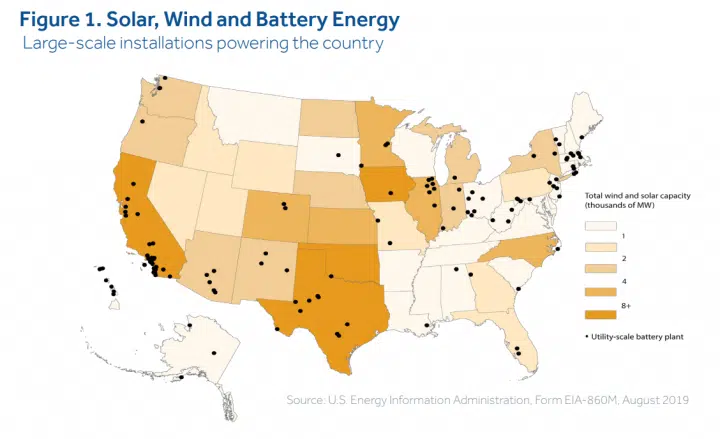 Figure 1. Solar, Wind and Battery Energy
Large-scale installations powering the country
Total wind and solar capacity
(thousands of MW)
1
2
4
8+
• Utility-scale battery plant
Source: U.S. Energy Information Administration, Form EIA-860M, August 2019